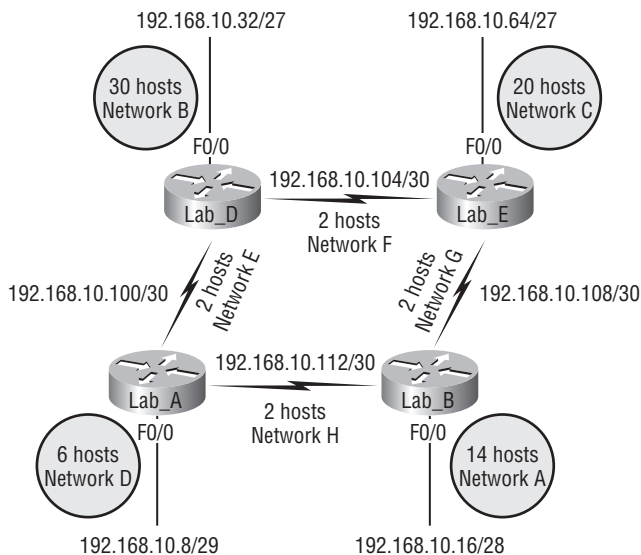 192.168.10.32/27
192.168.10.64/27
30 hosts
Network B
20 hosts
Network C
F0/0
F0/0
192.168.10.104/30
Lab_D
Lab_E
2 hosts
Network F
2 hosts
Network E
2 hosts
Network G
192.168.10.100/30
192.168.10.108/30
192.168.10.112/30
Lab_A
Lab_B
2 hosts
Network H
F0/0
F0/0
6 hosts
Network D
14 hosts
Network A
192.168.10.8/29
192.168.10.16/28